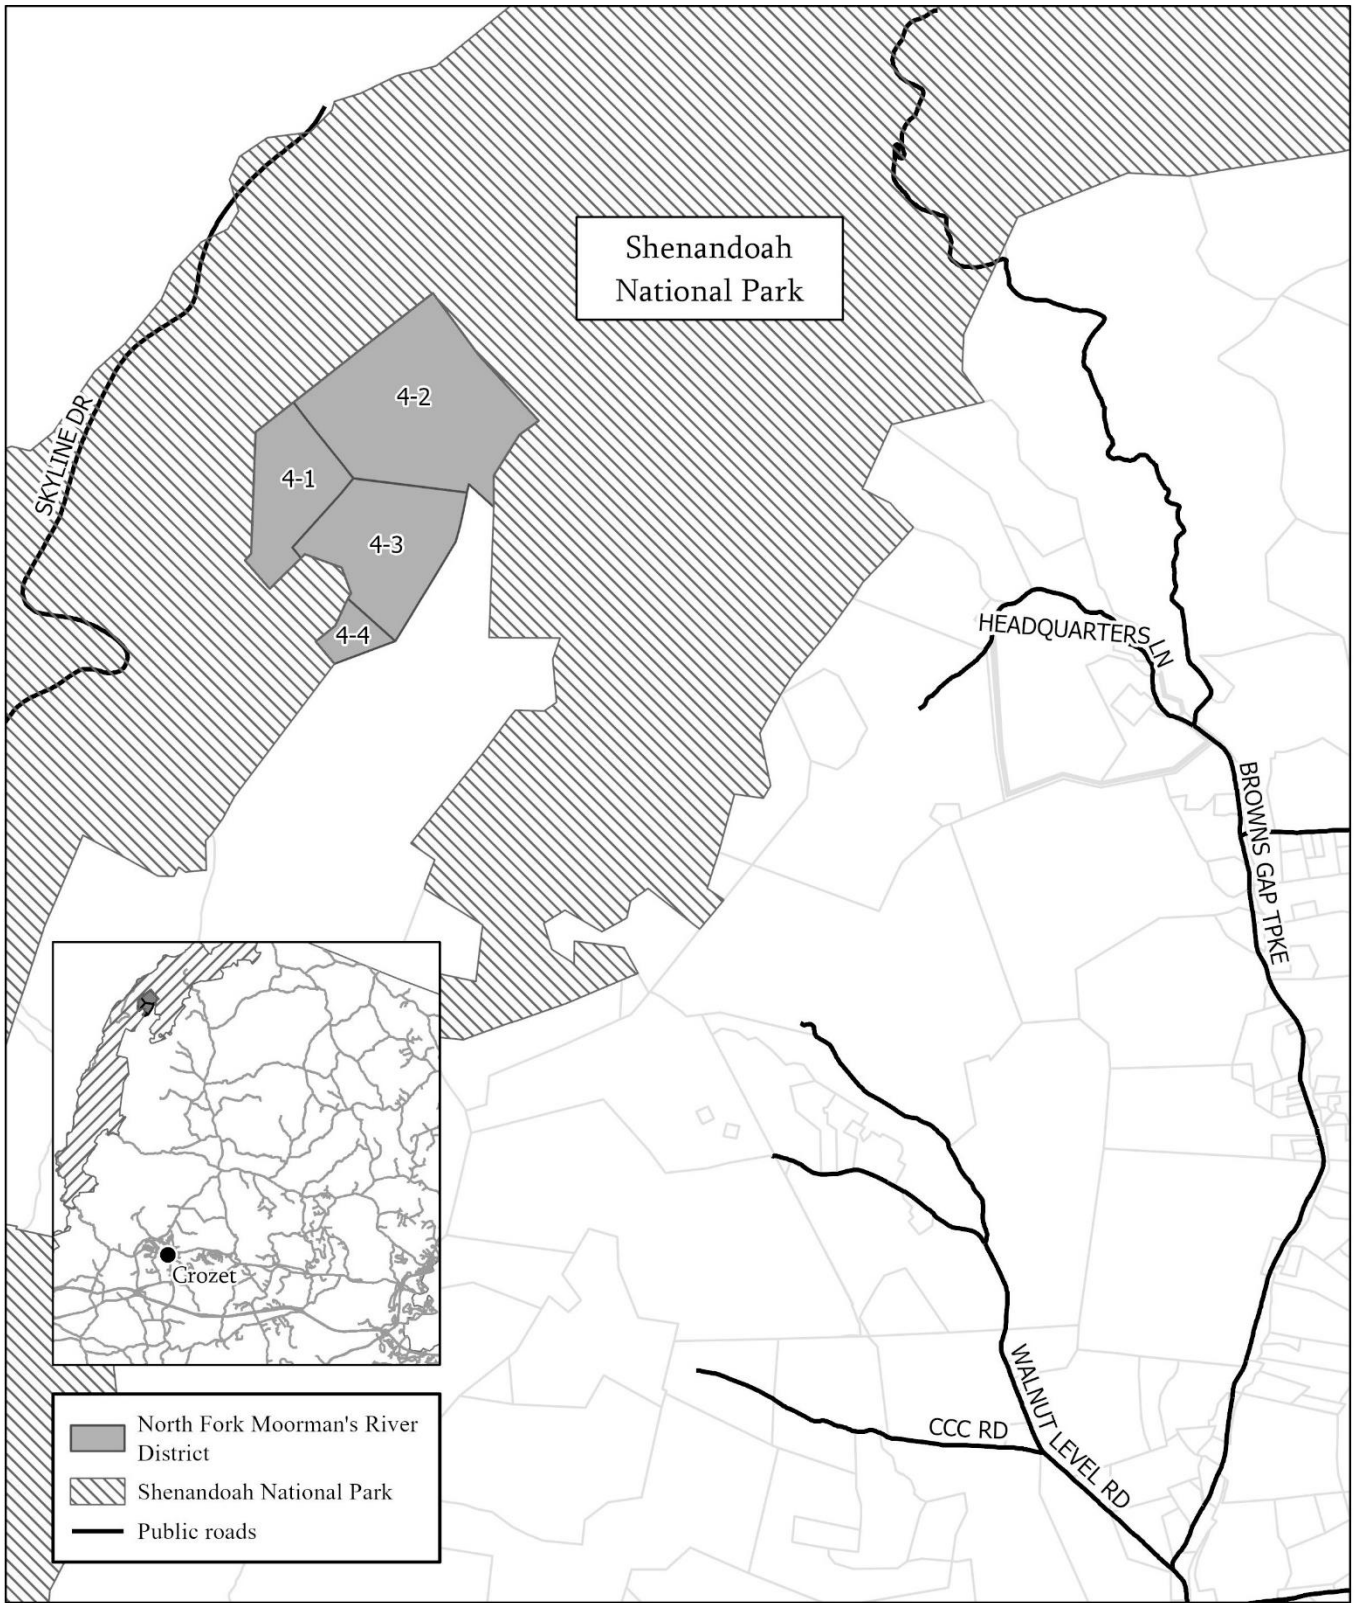 Shenandoah
National Park
SKYLINE DR
4-2
4-1
4-3
4-4
HEADQUARTERS LN
BROWNS GAP TPKE
WALNUT LEVEL RD
CCC RD
Crozet
North Fork Moorman's River
District
Shenandoah National Park
Public roads